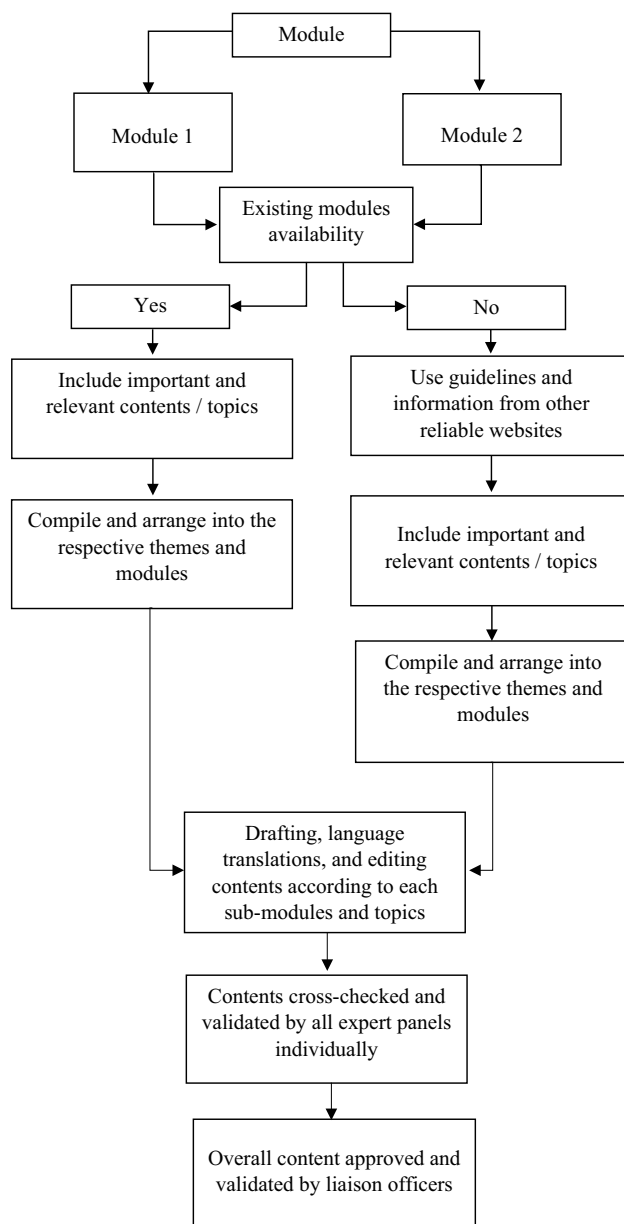 Module
Module 1
Module 2
Existing modules
availability
Yes
No
Include important and
relevant contents / topics
Use guidelines and
information from other
reliable websites
Compile and arrange into the
respective themes and
modules
Include important and
relevant contents / topics
Compile and arrange into
the respective themes and
modules
Drafting, language
translations, and editing
contents according to each
sub-modules and topics
Contents cross-checked and
validated by all expert panels
individually
Overall content approved and
validated by liaison officers